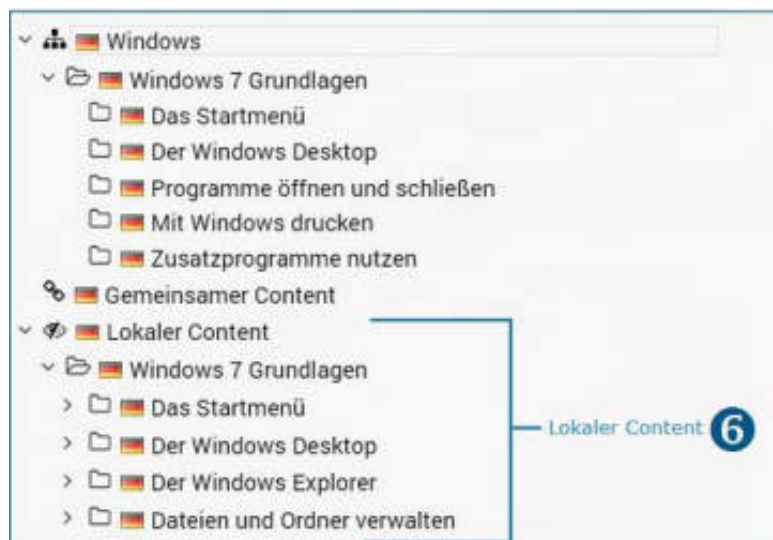 Windows
Windows 7 Grundlagen
Das Startmenü
Der Windows Desktop
Programme öffnen und schließen
Mit Windows drucken
Zusatzprogramme nutzen
Gemeinsamer Content
Lokaler Content
Windows 7 Grundlagen
Das Startmenü
Der Windows Desktop
Lokaler Content 6
Der Windows Explorer
Dateien und Ordner verwalten